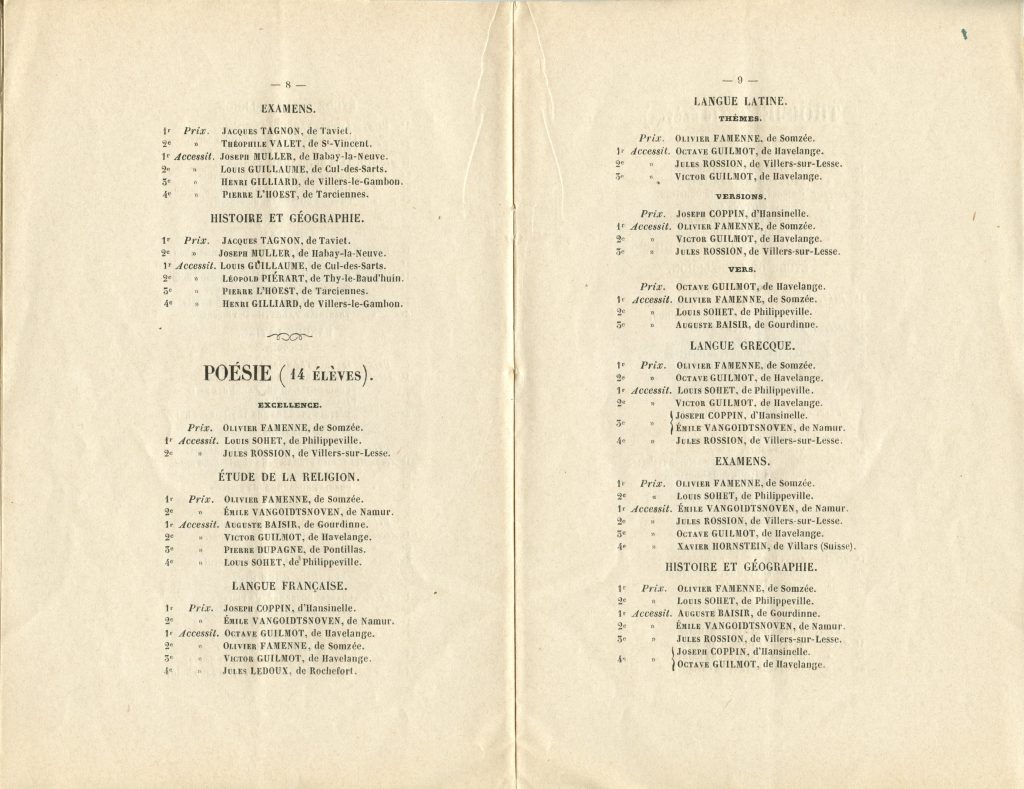 — 8 —
EXAMENS.
1r Prix. JACQUES TAGNON, de Taviet.
2e » THÉOPHILE VALET, de St-Vincent.
1r Accessit. JOSEPH MULLER, de Habay-la-Neuve.
2e » LOUIS GUILLAUME, de Cul-des-Sarts.
3e » HENRI GILLIARD, de Villers-le-Gambon.
4e » PIERRE L'HOEST, de Tarciennes.
HISTOIRE ET GÉOGRAPHIE.
1r Prix. JACQUES TAGNON, de Taviet.
2e » JOSEPH MULLER, de Habay-la-Neuve.
1r Accessit. LOUIS GUILLAUME, de Cul-des-Sarts.
2e » LÉOPOLD PIÉRART, de Thy-le-Baud'huin.
3e » PIERRE L'HOEST, de Tarciennes.
4e » HENRI GILLIARD, de Villers-le-Gambon.
POÉSIE (14 ÉLÈVES).
EXCELLENCE.
Prix. OLIVIER FAMENNE, de Somzée.
1r Accessit. LOUIS SOHET, de Philippeville.
2e » JULES ROSSION, de Villers-sur-Lesse.
ÉTUDE DE LA RELIGION.
1r Prix. OLIVIER FAMENNE, de Somzée.
2e » ÉMILE VANGOIDTSNOVEN, de Namur.
1r Accessit. AUGUSTE BAISIR, de Gourdinne.
2e » VICTOR GUILMOT, de Havelange.
3e » PIERRE DUPAGNE, de Pontillas.
4e » LOUIS SOHET, de Philippeville.
LANGUE FRANÇAISE.
1r Prix. JOSEPH COPPIN, d'Hansinelle.
2e » ÉMILE VANGOIDTSNOVEN, de Namur.
1r Accessit. OCTAVE GUILMOT, de Havelange.
2e » OLIVIER FAMENNE, de Somzée.
3e » VICTOR GUILMOT, de Havelange.
4e » JULES LEDOUX, de Rochefort.
— 9 —
LANGUE LATINE.
THÈMES.
Prix. OLIVIER FAMENNE, de Somzée.
1r Accessit. OCTAVE GUILMOT, de Havelange.
2e » JULES ROSSION, de Villers-sur-Lesse.
3e » VICTOR GUILMOT, de Havelange.
VERSIONS.
Prix. JOSEPH COPPIN, d'Hansinelle.
1r Accessit. OLIVIER FAMENNE, de Somzée.
2e » VICTOR GUILMOT, de Havelange.
3e » JULES ROSSION, de Villers-sur-Lesse.
VERS.
Prix. OCTAVE GUILMOT, de Havelange.
1r Accessit. OLIVIER FAMENNE, de Somzée.
2e » LOUIS SOHET, de Philippeville.
3e » AUGUSTE BAISIR, de Gourdinne.
LANGUE GRECQUE.
1r Prix. OLIVIER FAMENNE, de Somzée.
2e » OCTAVE GUILMOT, de Havelange.
1r Accessit. LOUIS SOHET, de Philippeville.
2e » VICTOR GUILMOT, de Havelange.
3e » { JOSEPH COPPIN, d'Hansinelle.
ÉMILE VANGOIDTSNOVEN, de Namur.
4e » JULES ROSSION, de Villers-sur-Lesse.
EXAMENS.
1r Prix. OLIVIER FAMENNE, de Somzée.
2e » LOUIS SOHET, de Philippeville.
1r Accessit. ÉMILE VANGOIDTSNOVEN, de Namur.
2e » JULES ROSSION, de Villers-sur-Lesse.
3e » OCTAVE GUILMOT, de Havelange.
4e » XAVIER HORNSTEIN, de Villars (Suisse).
HISTOIRE ET GÉOGRAPHIE.
1r Prix. OLIVIER FAMENNE, de Somzée.
2e » LOUIS SOHET, de Philippeville.
1r Accessit. AUGUSTE BAISIR, de Gourdinne.
2e » ÉMILE VANGOIDTSNOVEN, de Namur.
3e » JULES ROSSION, de Villers-sur-Lesse.
4e » { JOSEPH COPPIN, d'Hansinelle.
OCTAVE GUILMOT, de Havelange.